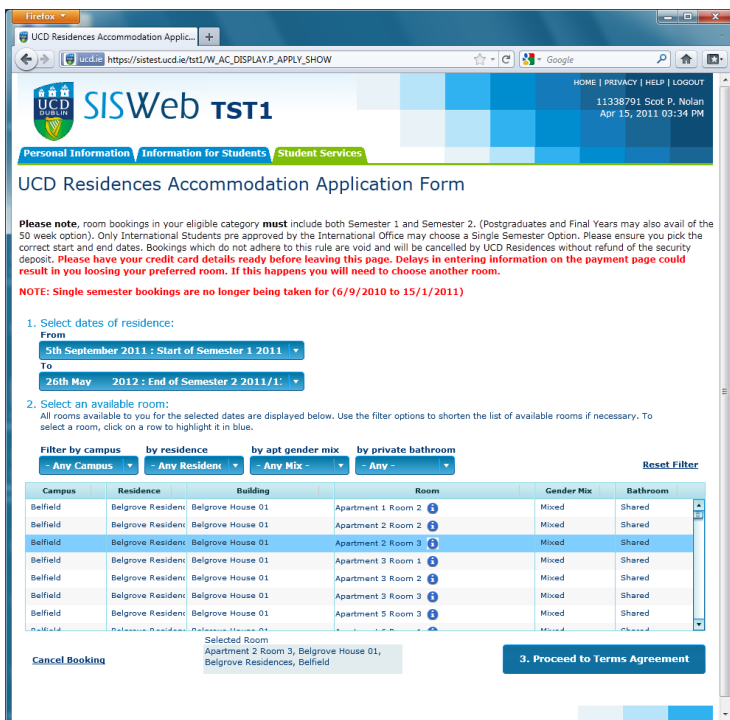 Firefox
UCD Residences Accommodation Applic...
ucd.ie https://sistest.ucd.ie/tst1/W_AC_DISPLAY.P_APPLY_SHOW
Google
HOME | PRIVACY | HELP | LOGOUT
UCD
DUBLIN
SISWeb TST1
11338791 Scot P. Nolan
Apr 15, 2011 03:34 PM
Personal Information Information for Students Student Services
UCD Residences Accommodation Application Form
Please note, room bookings in your eligible category must include both Semester 1 and Semester 2. (Postgraduates and Final Years may also avail of the
50 week option). Only International Students pre approved by the International Office may choose a Single Semester Option. Please ensure you pick the
correct start and end dates. Bookings which do not adhere to this rule are void and will be cancelled by UCD Residences without refund of the security
deposit. Please have your credit card details ready before leaving this page. Delays in entering information on the payment page could
result in you loosing your preferred room. If this happens you will need to choose another room.
NOTE: Single semester bookings are no longer being taken for (6/9/2010 to 15/1/2011)
1. Select dates of residence:
From
5th September 2011 : Start of Semester 1 2011
To
26th May 2012 : End of Semester 2 2011/1
2. Select an available room:
All rooms available to you for the selected dates are displayed below. Use the filter options to shorten the list of available rooms if necessary. To
select a room, click on a row to highlight it in blue.
Filter by campus by residence by apt gender mix by private bathroom
- Any Campus - Any Residenc - Any Mix - - Any - Reset Filter
Campus Residence Building Room Gender Mix Bathroom
Belfield Belgrove Residenc Belgrove House 01 Apartment 1 Room 2 Mixed Shared
Belfield Belgrove Residenc Belgrove House 01 Apartment 2 Room 2 Mixed Shared
Belfield Belgrove Residenc Belgrove House 01 Apartment 2 Room 3 Mixed Shared
Belfield Belgrove Residenc Belgrove House 01 Apartment 3 Room 1 Mixed Shared
Belfield Belgrove Residenc Belgrove House 01 Apartment 3 Room 2 Mixed Shared
Belfield Belgrove Residenc Belgrove House 01 Apartment 3 Room 3 Mixed Shared
Belfield Belgrove Residenc Belgrove House 01 Apartment 5 Room 3 Mixed Shared
Selected Room
Apartment 2 Room 3, Belgrove House 01,
Belgrove Residences, Belfield
Cancel Booking
3. Proceed to Terms Agreement